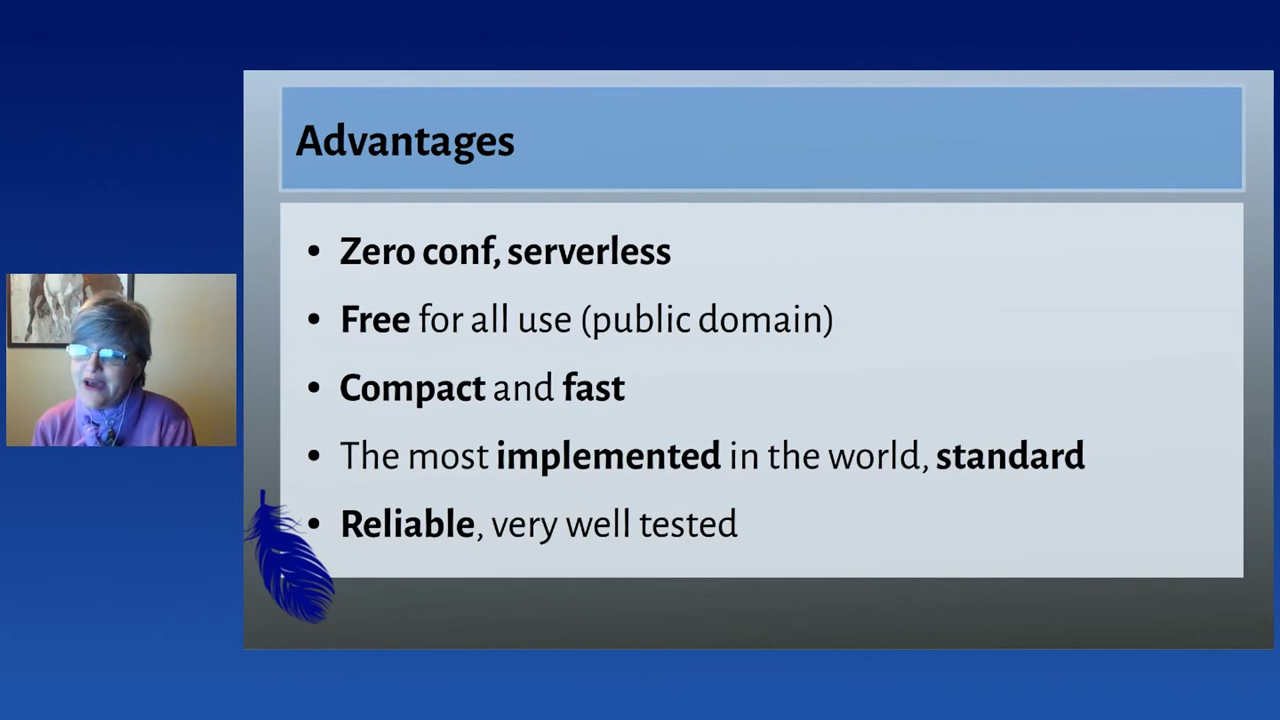 Advantages
• Zero conf, serverless
• Free for all use (public domain)
• Compact and fast
• The most implemented in the world, standard
• Reliable, very well tested